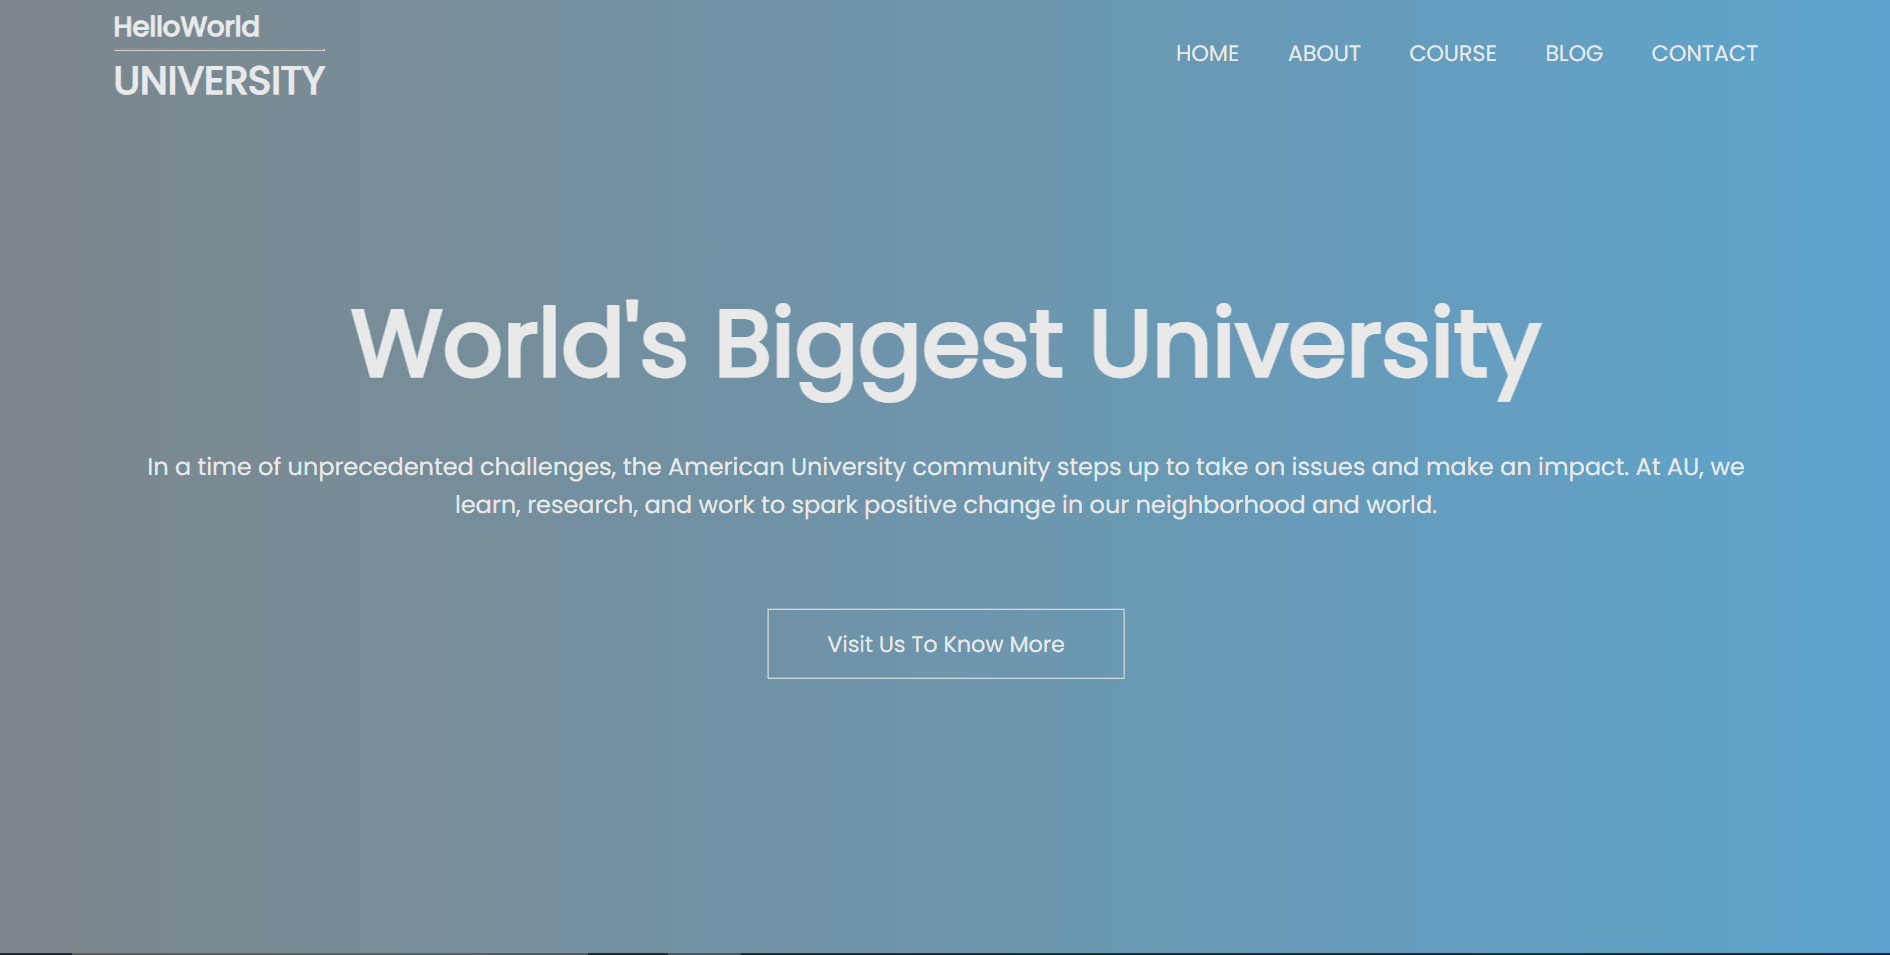 HelloWorld
UNIVERSITY
HOME ABOUT COURSE BLOG CONTACT
World's Biggest University
In a time of unprecedented challenges, the American University community steps up to take on issues and make an impact. At AU, we
learn, research, and work to spark positive change in our neighborhood and world.
Visit Us To Know More